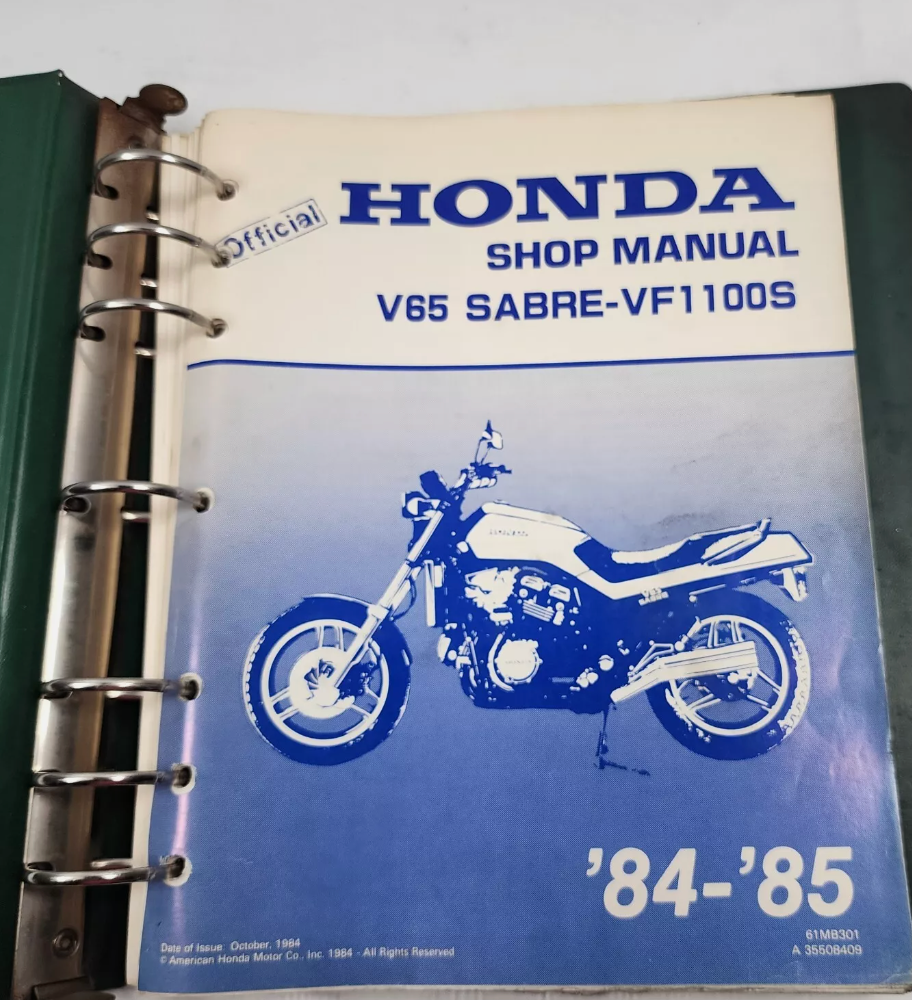 Official
HONDA
SHOP MANUAL
V65 SABRE-VF1100S
HONDA
'84-'85
61MB301
A 35508409
Date of Issue: October, 1984
© American Honda Motor Co., Inc. 1984 - All Rights Reserved